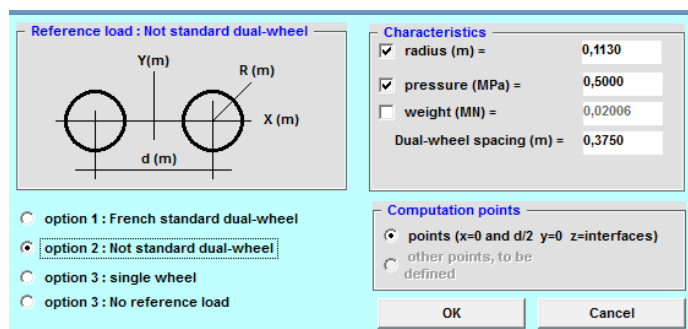 Reference load : Not standard dual-wheel
Y(m)
R (m)
X (m)
d (m)
option 1 : French standard dual-wheel
option 2 : Not standard dual-wheel
option 3 : single wheel
option 3 : No reference load
Characteristics
radius (m) = 0,1130
pressure (MPa) = 0,5000
weight (MN) = 0,02006
Dual-wheel spacing (m) = 0,3750
Computation points
points (x=0 and d/2 y=0 z=interfaces)
other points, to be
defined
OK Cancel